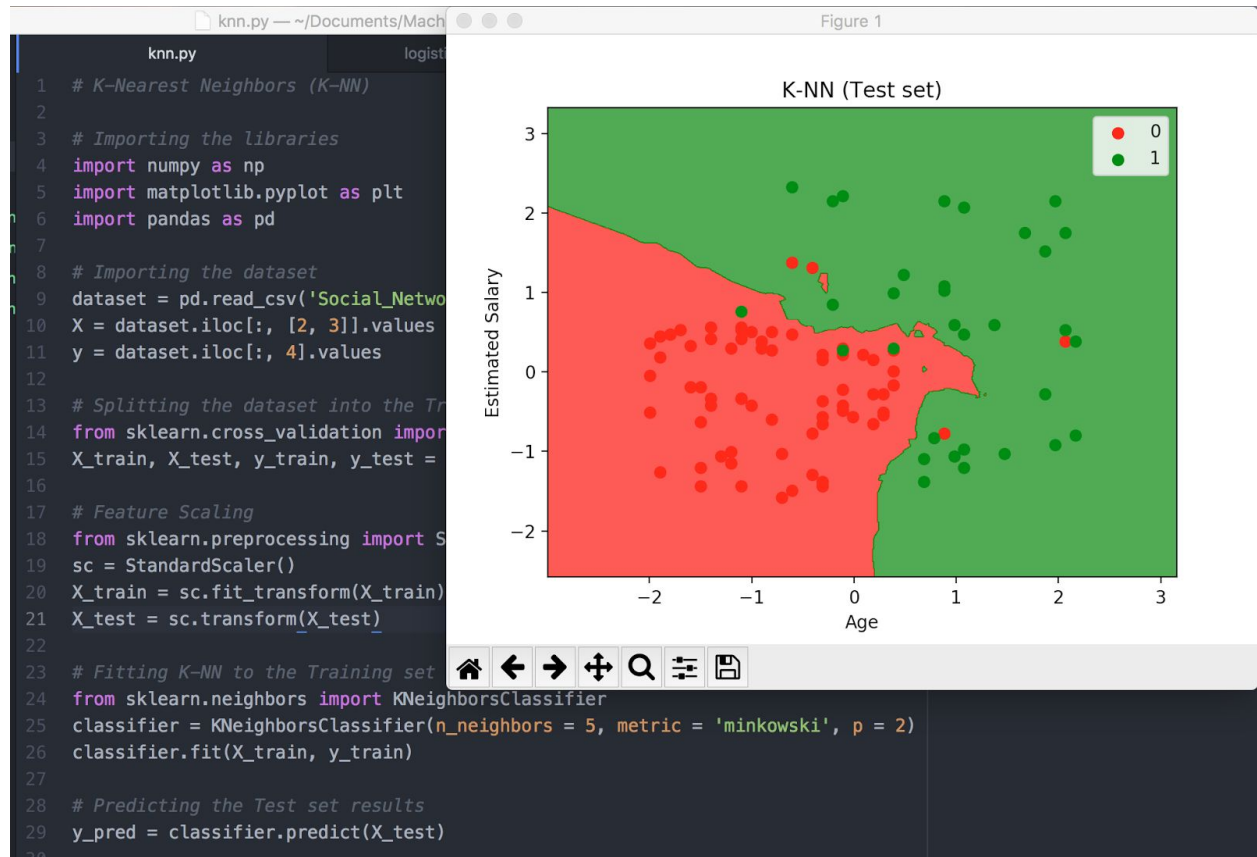 knn.py — ~/Documents/Mach
knn.py
logisti
1 # K-Nearest Neighbors (K-NN)
2
3 # Importing the libraries
4 import numpy as np
5 import matplotlib.pyplot as plt
6 import pandas as pd
7
8 # Importing the dataset
9 dataset = pd.read_csv('Social_Netwo
10 X = dataset.iloc[:, [2, 3]].values
11 y = dataset.iloc[:, 4].values
12
13 # Splitting the dataset into the Tr
14 from sklearn.cross_validation impor
15 X_train, X_test, y_train, y_test =
16
17 # Feature Scaling
18 from sklearn.preprocessing import S
19 sc = StandardScaler()
20 X_train = sc.fit_transform(X_train)
21 X_test = sc.transform(X_test)
22
23 # Fitting K-NN to the Training set
24 from sklearn.neighbors import KNeighborsClassifier
25 classifier = KNeighborsClassifier(n_neighbors = 5, metric = 'minkowski', p = 2)
26 classifier.fit(X_train, y_train)
27
28 # Predicting the Test set results
29 y_pred = classifier.predict(X_test)
Figure 1
K-NN (Test set)
0
1
Estimated Salary
3
2
1
0
−1
−2
−2 −1 0 1 2 3
Age